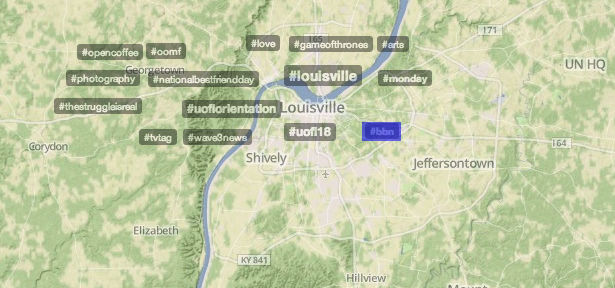 I71
#love
#gameofthrones
#arts
#opencoffee
#oomf
UN HQ
Georgetown
#photography
#nationalbestfriendday
#louisville
#monday
#thestruggleisreal
#uoflorientation
Louisville
#tvtag
#wave3news
#uofl18
#bbn
I64
Corydon
Shively
Jeffersontown
Elizabeth
KY 841
Hillview
Mount